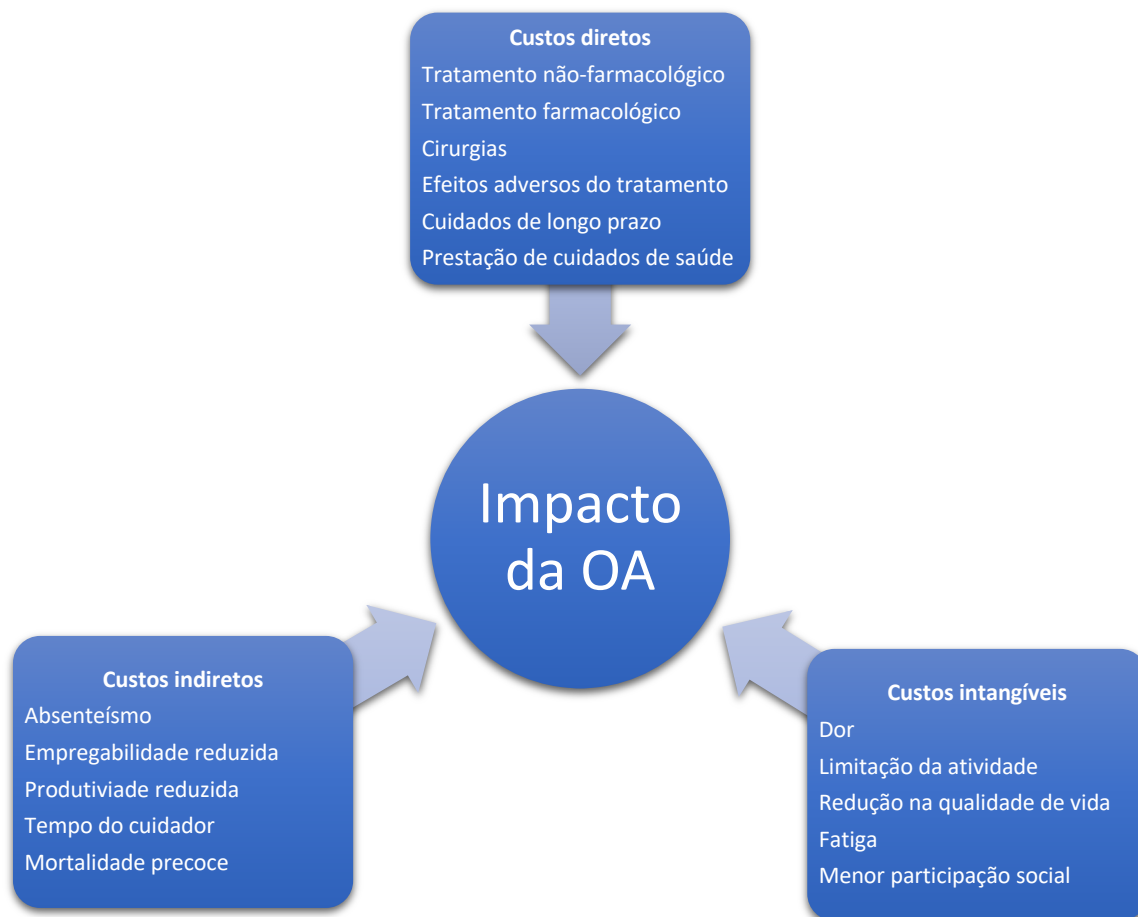 Custos diretos
Tratamento não-farmacológico
Tratamento farmacológico
Cirurgias
Efeitos adversos do tratamento
Cuidados de longo prazo
Prestação de cuidados de saúde
Impacto
da OA
Custos indiretos
Absenteísmo
Empregabilidade reduzida
Produtiviade reduzida
Tempo do cuidador
Mortalidade precoce
Custos intangíveis
Dor
Limitação da atividade
Redução na qualidade de vida
Fatiga
Menor participação social